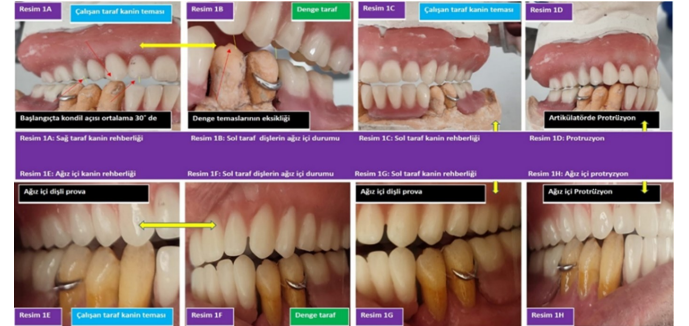 Resim 1A
Çalışan taraf kanin teması
Resim 1B
Denge taraf
Resim 1C
Çalışan taraf kanin teması
Resim 1D
Başlangıçta kondil açısı ortalama 30° de
Denge temaslarının eksikliği
Artikülatörde Protrüzyon
Resim 1A: Sağ taraf kanin rehberliği
Resim 1B: Sol taraf dişlerin ağız içi durumu
Resim 1C: Sol taraf kanin rehberliği
Resim 1D: Protruzyon
Resim 1E: Ağız içi kanin rehberliği
Resim 1F: Sol taraf dişlerin ağız içi durumu
Resim 1G: Sol taraf kanin rehberliği
Resim 1H: Ağız içi protryzyon
Ağız içi dişli prova
Ağız içi dişli prova
Ağız içi Protrüzyon
Resim 1E
Çalışan taraf kanin teması
Resim 1F
Denge taraf
Resim 1G
Resim 1H